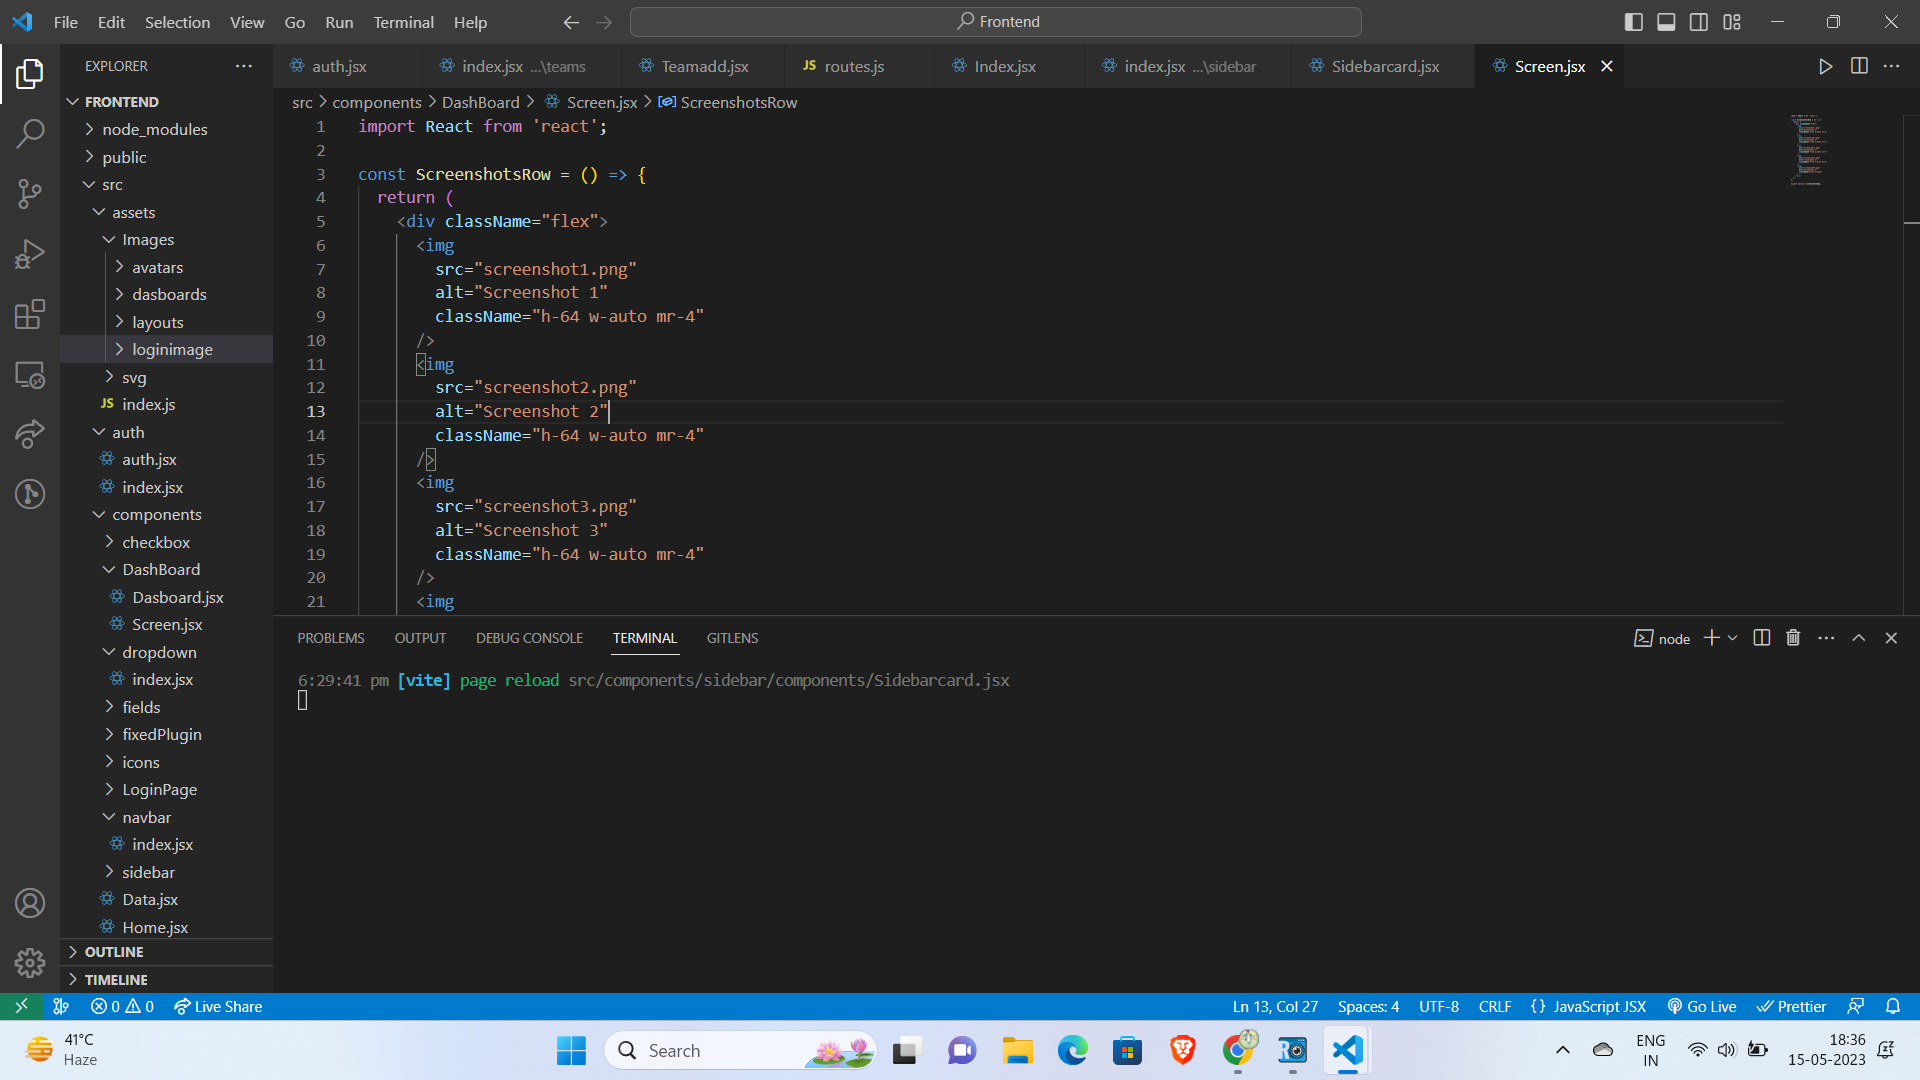 File Edit Selection View Go Run Terminal Help
Frontend
EXPLORER
auth.jsx
index.jsx ...\teams
Teamadd.jsx
JS routes.js
Index.jsx
index.jsx ...\sidebar
Sidebarcard.jsx
Screen.jsx
FRONTEND
node_modules
public
src
assets
Images
avatars
dasboards
layouts
loginimage
svg
JS index.js
auth
auth.jsx
index.jsx
components
checkbox
DashBoard
Dasboard.jsx
Screen.jsx
dropdown
index.jsx
fields
fixedPlugin
icons
LoginPage
navbar
index.jsx
sidebar
Data.jsx
Home.jsx
OUTLINE
TIMELINE
src > components > DashBoard > Screen.jsx > ScreenshotsRow
1 import React from 'react';
2
3 const ScreenshotsRow = () => {
4 return (
5 <div className="flex">
6 <img
7 src="screenshot1.png"
8 alt="Screenshot 1"
9 className="h-64 w-auto mr-4"
10 />
11 <img
12 src="screenshot2.png"
13 alt="Screenshot 2"
14 className="h-64 w-auto mr-4"
15 />
16 <img
17 src="screenshot3.png"
18 alt="Screenshot 3"
19 className="h-64 w-auto mr-4"
20 />
21 <img
PROBLEMS OUTPUT DEBUG CONSOLE TERMINAL GITLENS
node
6:29:41 pm [vite] page reload src/components/sidebar/components/Sidebarcard.jsx
0 0 Live Share
Ln 13, Col 27 Spaces: 4 UTF-8 CRLF {} JavaScript JSX Go Live Prettier
41°C
Haze
Search
ENG
IN
18:36
15-05-2023